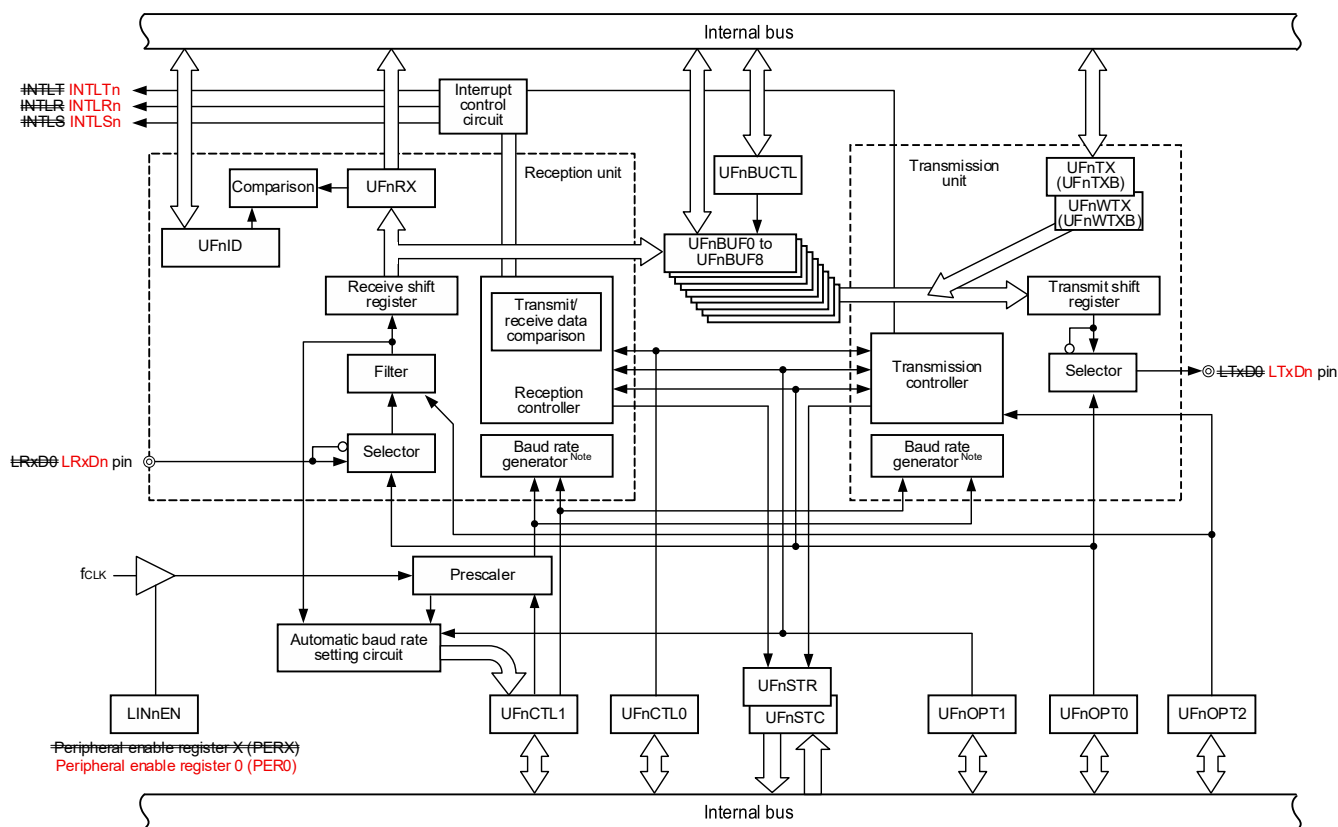 Internal bus
INTLT INTLTn
INTLR INTLRn
INTLS INTLSn
Interrupt
control
circuit
Reception unit
Comparison
UFnRX
UFnID
UFnBUCTL
Transmission
unit
UFnTX
(UFnTXB)
UFnWTX
(UFnWTXB)
UFnBUF0 to
UFnBUF8
Receive shift
register
Transmit/
receive data
comparison
Reception
controller
Transmit shift
register
Transmission
controller
Filter
Selector
Selector
LTxD0 LTxDn pin
LRxD0 LRxDn pin
Baud rate
generator Note
Baud rate
generator Note
fCLK
Prescaler
Automatic baud rate
setting circuit
LINnEN
UFnCTL1
UFnCTL0
UFnSTR
UFnSTC
UFnOPT1
UFnOPT0
UFnOPT2
Peripheral enable register X (PERX)
Peripheral enable register 0 (PER0)
Internal bus